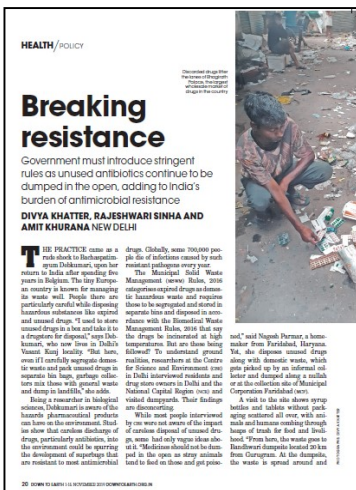 HEALTH/POLICY
Discarded drugs litter
the lanes of Bhagirath
Palace, the largest
wholesale market of
drugs in the country
Breaking
resistance
Government must introduce stringent
rules as unused antibiotics continue to
be dumped in the open, adding to India's
burden of antimicrobial resistance
DIVYA KHATTER, RAJESHWARI SINHA AND
AMIT KHURANA NEW DELHI
THE PRACTICE came as a
rude shock to Bachaspatim-
ayum Debkumari, upon her
return to India after spending five
years in Belgium. The tiny Europe-
an country is known for managing
its waste well. People there are
particularly careful while disposing
hazardous substances like expired
and unused drugs. "I used to store
unused drugs in a box and take it to
a drugstore for disposal," says Deb-
kumari, who now lives in Delhi's
Vasant Kunj locality. "But here,
even if I carefully segregate domes-
tic waste and pack unused drugs in
separate bin bags, garbage collec-
tors mix those with general waste
and dump in landfills," she adds.
Being a researcher in biological
sciences, Debkumari is aware of the
hazards pharmaceutical products
can have on the environment. Stud-
ies show that careless discharge of
drugs, particularly antibiotics, into
the environment could be spurring
the development of superbugs that
are resistant to most antimicrobial
drugs. Globally, some 700,000 peo-
ple die of infections caused by such
resistant pathogens every year.
The Municipal Solid Waste
Management (MSWM) Rules, 2016
categorises expired drugs as domes-
tic hazardous waste and requires
those to be segregated and stored in
separate bins and disposed in acco-
rdance with the Biomedical Waste
Management Rules, 2016 that say
the drugs be incinerated at high
temperatures. But are these being
followed? To understand ground
realities, researchers at the Centre
for Science and Environment (CSE)
in Delhi interviewed residents and
drug store owners in Delhi and the
National Capital Region (NCR) and
visited dumpyards. Their findings
are disconcerting.
While most people interviewed
by CSE were not aware of the impact
of careless disposal of unused dru-
gs, some had only vague ideas abo-
ut it. "Medicine should not be dum-
ped in the open as stray animals
tend to feed on those and get poiso-
ned," said Nagesh Parmar, a home-
maker from Faridabad, Haryana.
Yet, she disposes unused drugs
along with domestic waste, which
gets picked up by an informal col-
lector and dumped along a nullah
or at the collection site of Municipal
Corporation Faridabad (MCF).
A visit to the site shows syrup
bottles and tablets without pack-
aging scattered all over, with ani-
mals and humans combing through
heaps of trash for food and liveli-
hood. "From here, the waste goes to
Bandhwari dumpsite located 20 km
from Gurugram. At the dumpsite,
the waste is spread around and
20 DOWN TO EARTH 1-15 NOVEMBER 2019 DOWNTOEARTH.ORG.IN